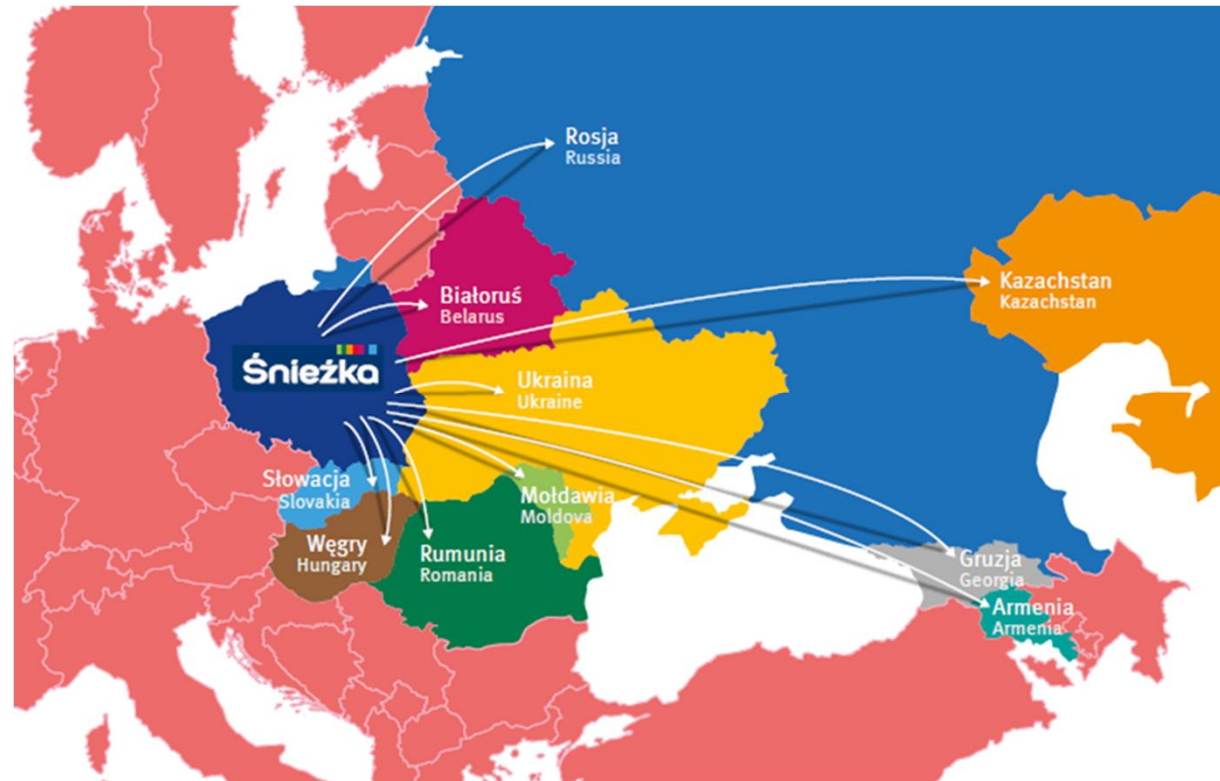 Rosja
Russia
Kazachstan
Kazachstan
Białoruś
Belarus
Śnieżka
Ukraina
Ukraine
Słowacja
Slovakia
Mołdawia
Moldova
Węgry
Hungary
Rumunia
Romania
Gruzja
Georgia
Armenia
Armenia